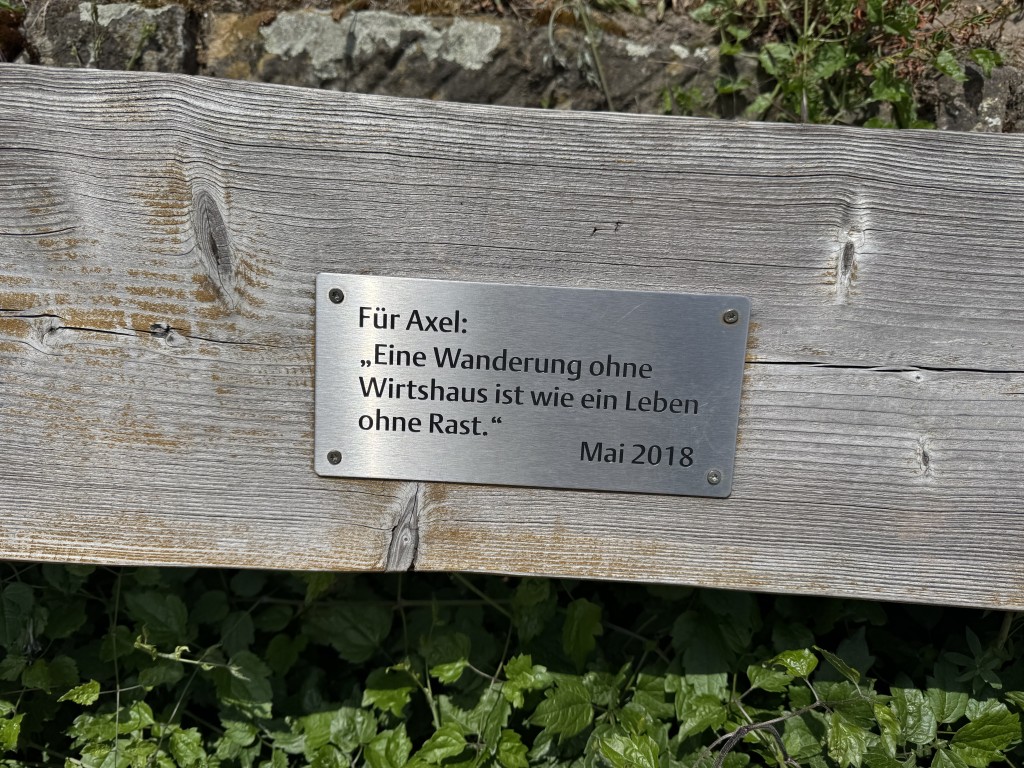 Für Axel:
„Eine Wanderung ohne
Wirtshaus ist wie ein Leben
ohne Rast.“
Mai 2018